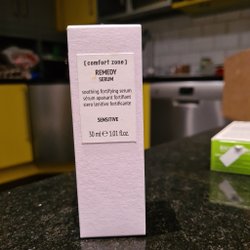 [ comfort zone ]
REMEDY
SERUM
soothing fortifying serum
sérum apaisant fortifiant
siero lenitivo fortificante
SENSITIVE
30 ml e 1.01 fl.oz.